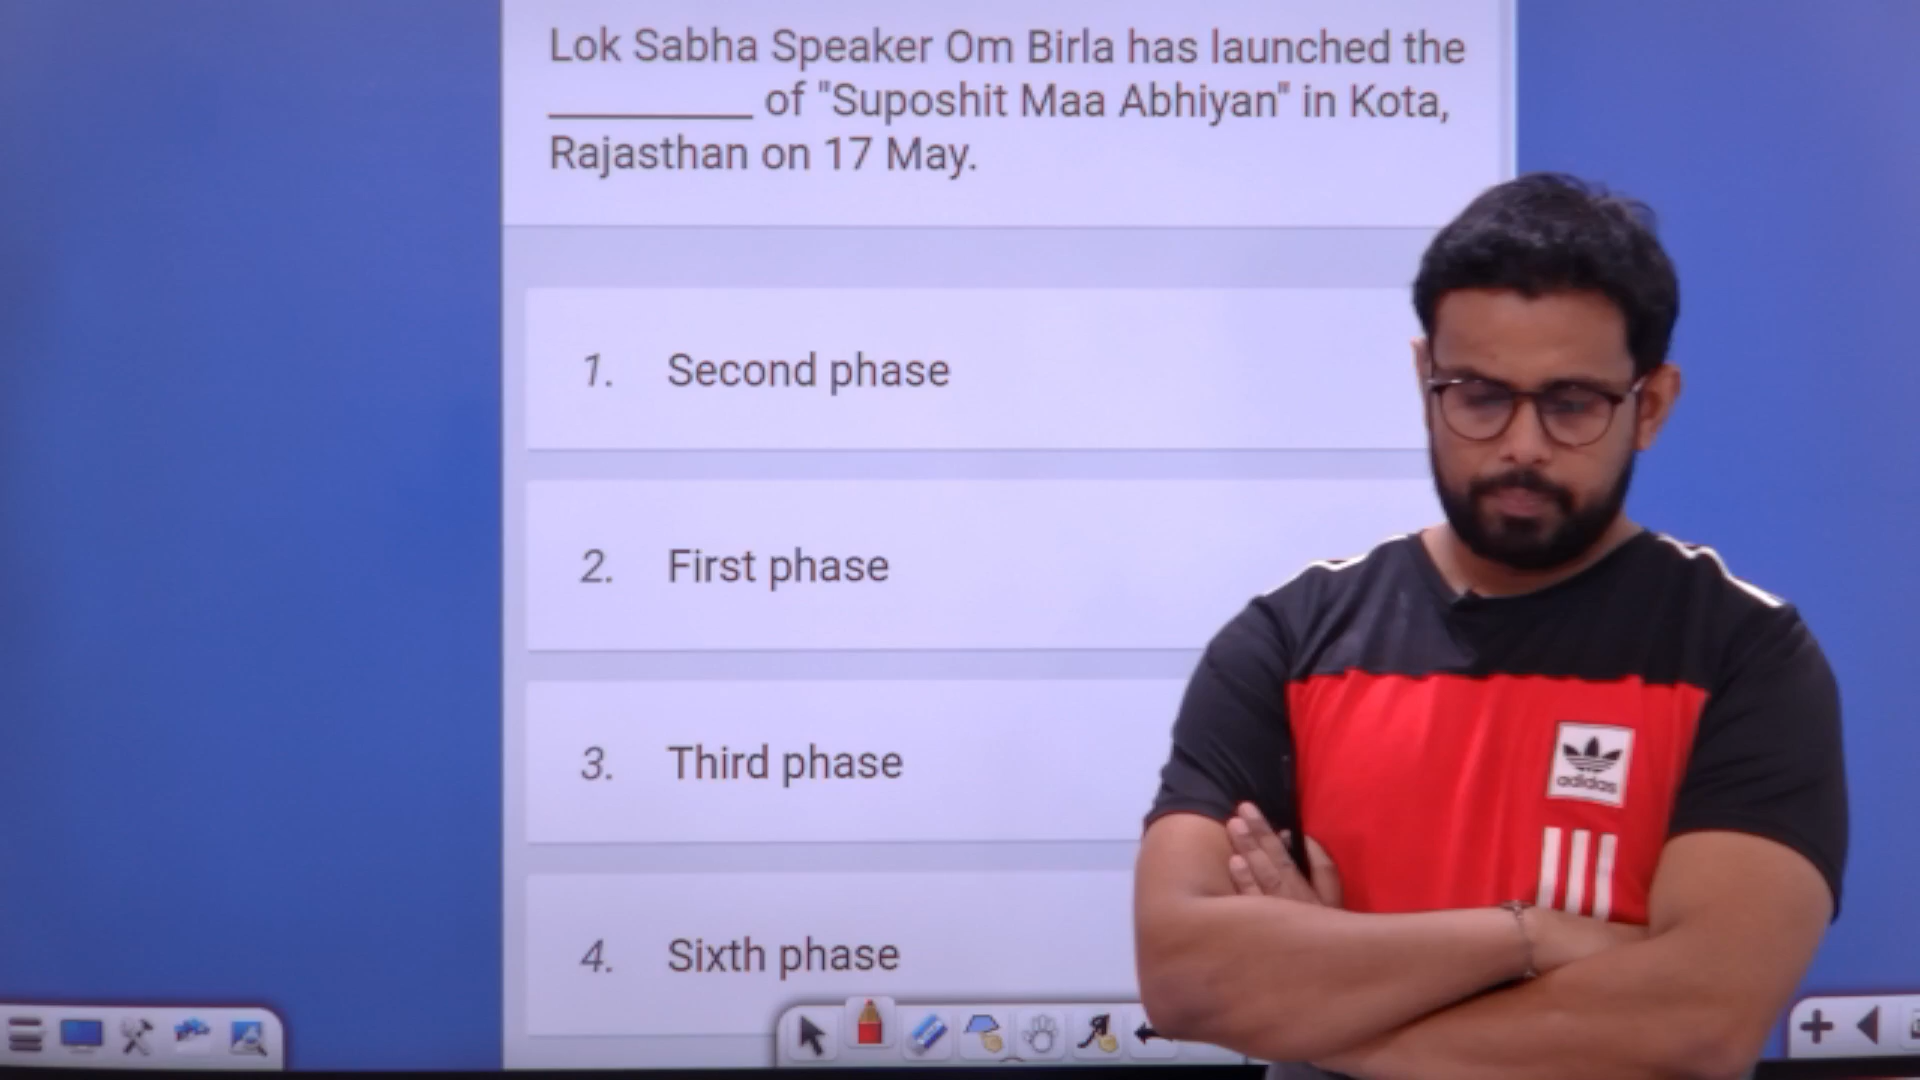 Lok Sabha Speaker Om Birla has launched the
_________ of "Suposhit Maa Abhiyan" in Kota,
Rajasthan on 17 May.
1. Second phase
2. First phase
3. Third phase
4. Sixth phase
adidas